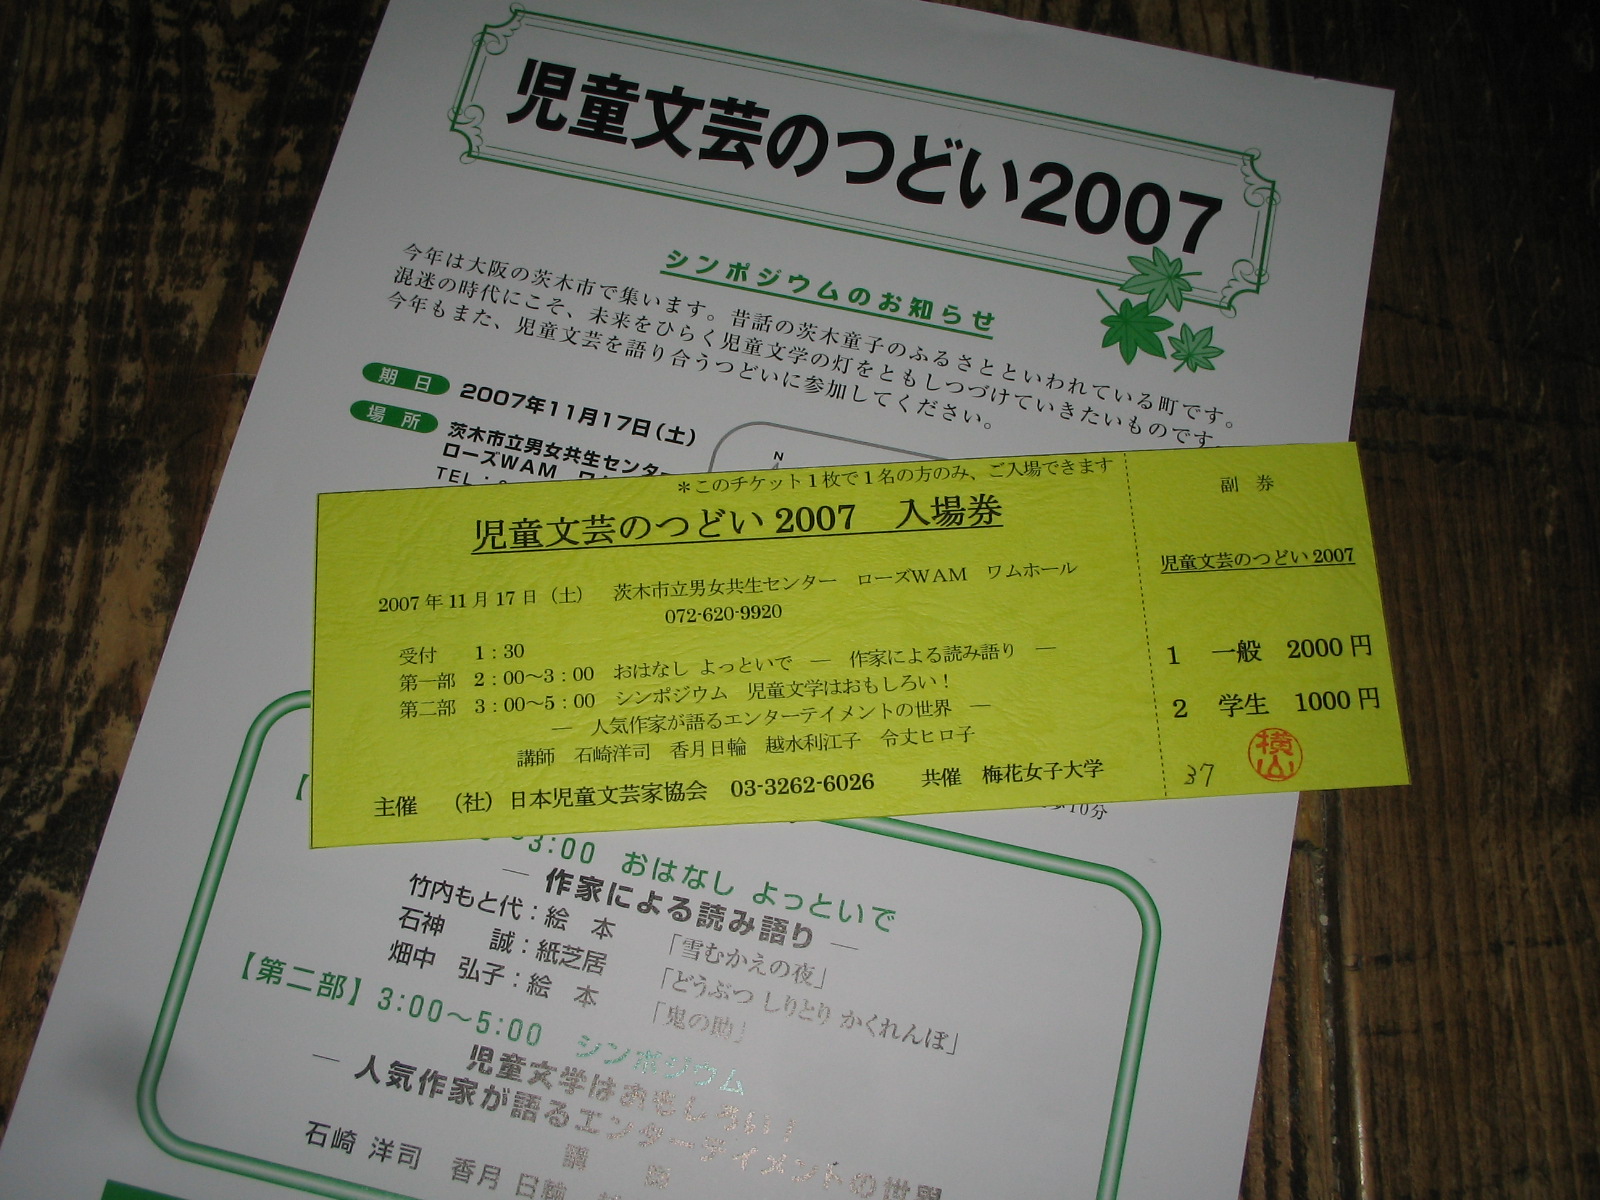 児童文芸のつどい2007
シンポジウムのお知らせ
今年は大阪の茨木市で集います。昔話の茨木童子のふるさとといわれている町です。
混迷の時代にこそ、未来をひらく児童文学の灯をともしつづけていきたいものです。
今年もまた、児童文芸を語り合うつどいに参加してください。
期日 2007年11月17日(土)
場所 茨木市立男女共生センター
ローズWAM ワ
TEL:
N
*このチケット1枚で1名の方のみ、ご入場できます
児童文芸のつどい 2007 入場券
2007年11月17日(土) 茨木市立男女共生センター ローズWAM ワムホール
072-620-9920
受付 1:30
第一部 2:00〜3:00 おはなし よっといで ― 作家による読み語り ―
第二部 3:00〜5:00 シンポジウム 児童文学はおもしろい!
― 人気作家が語るエンターテイメントの世界 ―
講師 石崎洋司 香月日輪 越水利江子 令丈ヒロ子
主催 (社)日本児童文芸家協会 03-3262-6026 共催 梅花女子大学
副券
児童文芸のつどい2007
1 一般 2000円
2 学生 1000円
37 横山
10分
3:00 おはなし よっといで
― 作家による読み語り ―
竹内もと代:絵本 「雪むかえの夜」
石神 誠:紙芝居 「どうぶつ しりとり かくれんぼ」
畑中 弘子:絵本 「鬼の助」
【第二部】3:00〜5:00 シンポジウム
児童文学はおもしろい!
― 人気作家が語るエンターテイメントの世界
講師
石崎 洋司 香月 日輪